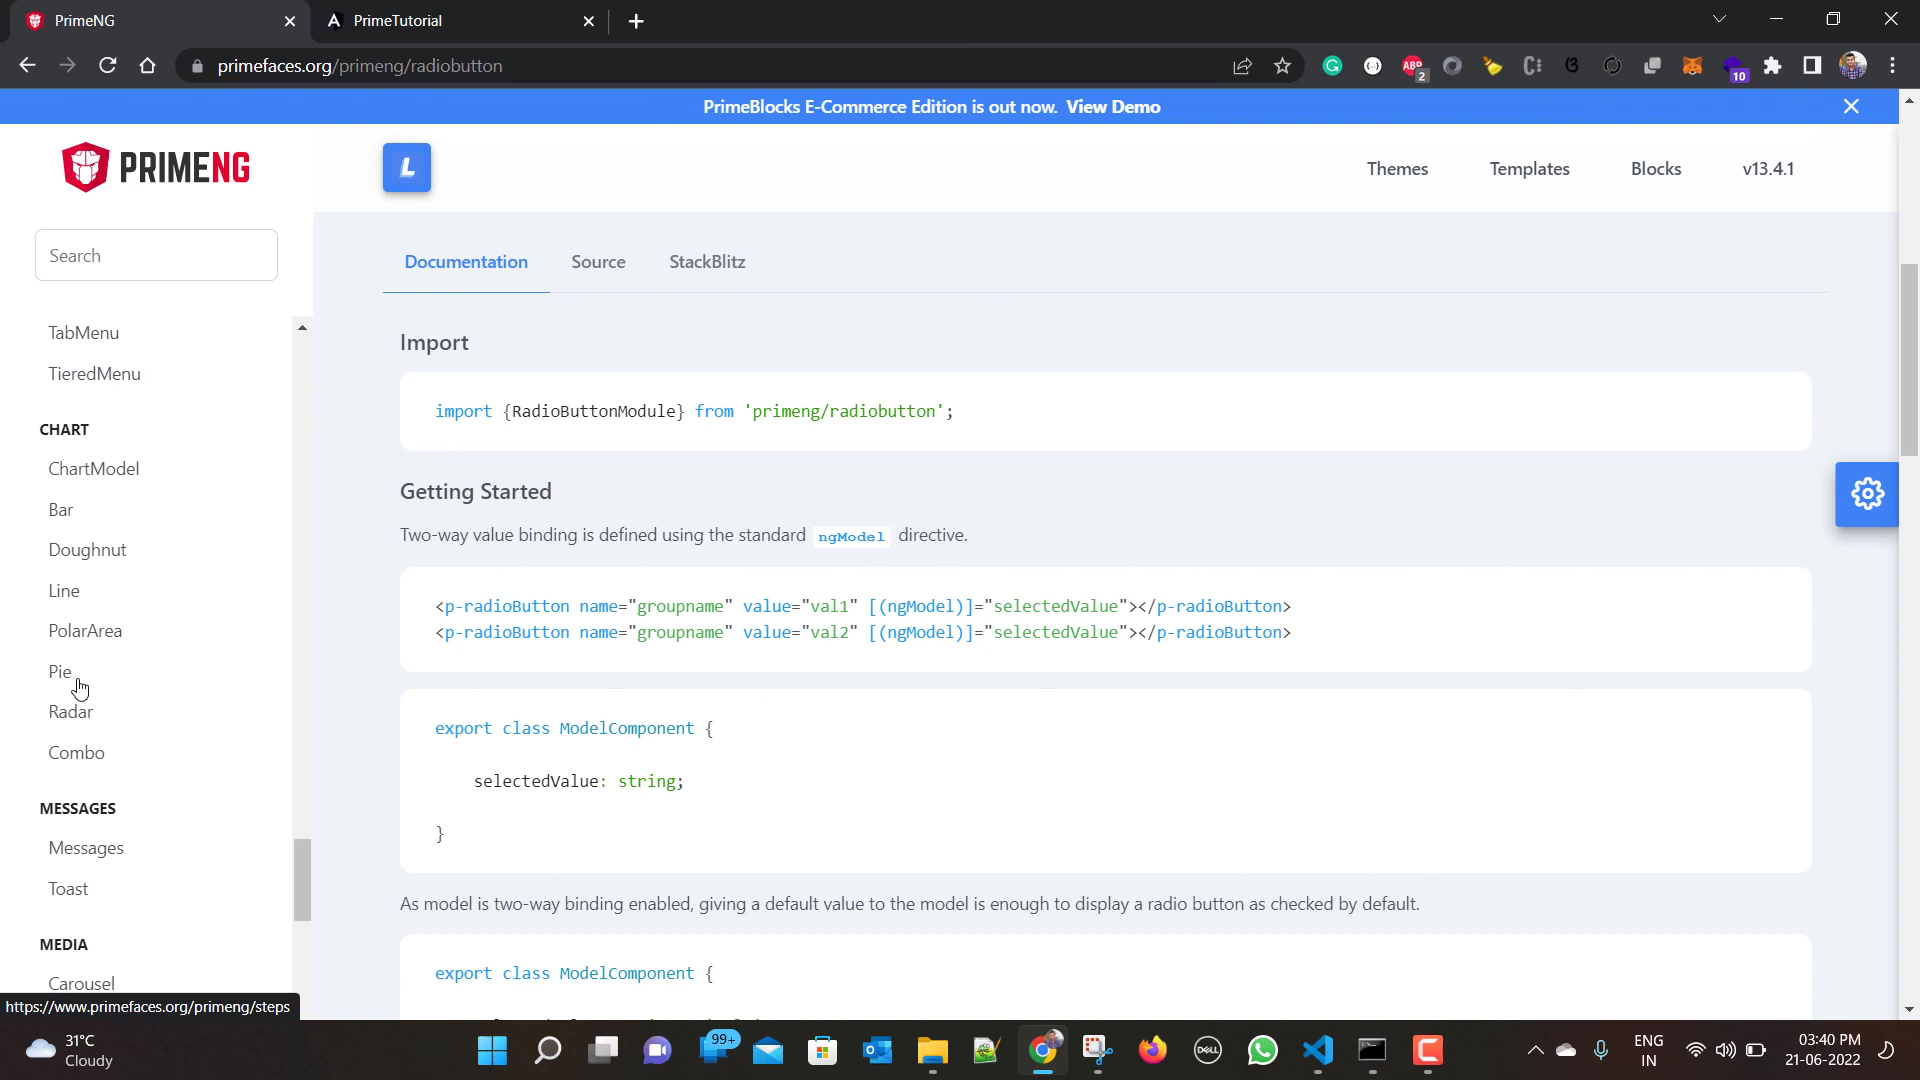 PrimeNG
PrimeTutorial
primefaces.org/primeng/radiobutton
ABP
2
10
PrimeBlocks E-Commerce Edition is out now. View Demo
PRIMENG
L
Themes
Templates
Blocks
v13.4.1
Search
TabMenu
TieredMenu
CHART
ChartModel
Bar
Doughnut
Line
PolarArea
Pie
Radar
Combo
MESSAGES
Messages
Toast
MEDIA
Carousel
https://www.primefaces.org/primeng/steps
Documentation
Source
StackBlitz
Import
import {RadioButtonModule} from 'primeng/radiobutton';
Getting Started
Two-way value binding is defined using the standard ngModel directive.
<p-radioButton name="groupname" value="val1" [(ngModel)]="selectedValue"></p-radioButton>
<p-radioButton name="groupname" value="val2" [(ngModel)]="selectedValue"></p-radioButton>
export class ModelComponent {
selectedValue: string;
}
As model is two-way binding enabled, giving a default value to the model is enough to display a radio button as checked by default.
export class ModelComponent {
31°C
Cloudy
99+
DELL
ENG
IN
03:40 PM
21-06-2022